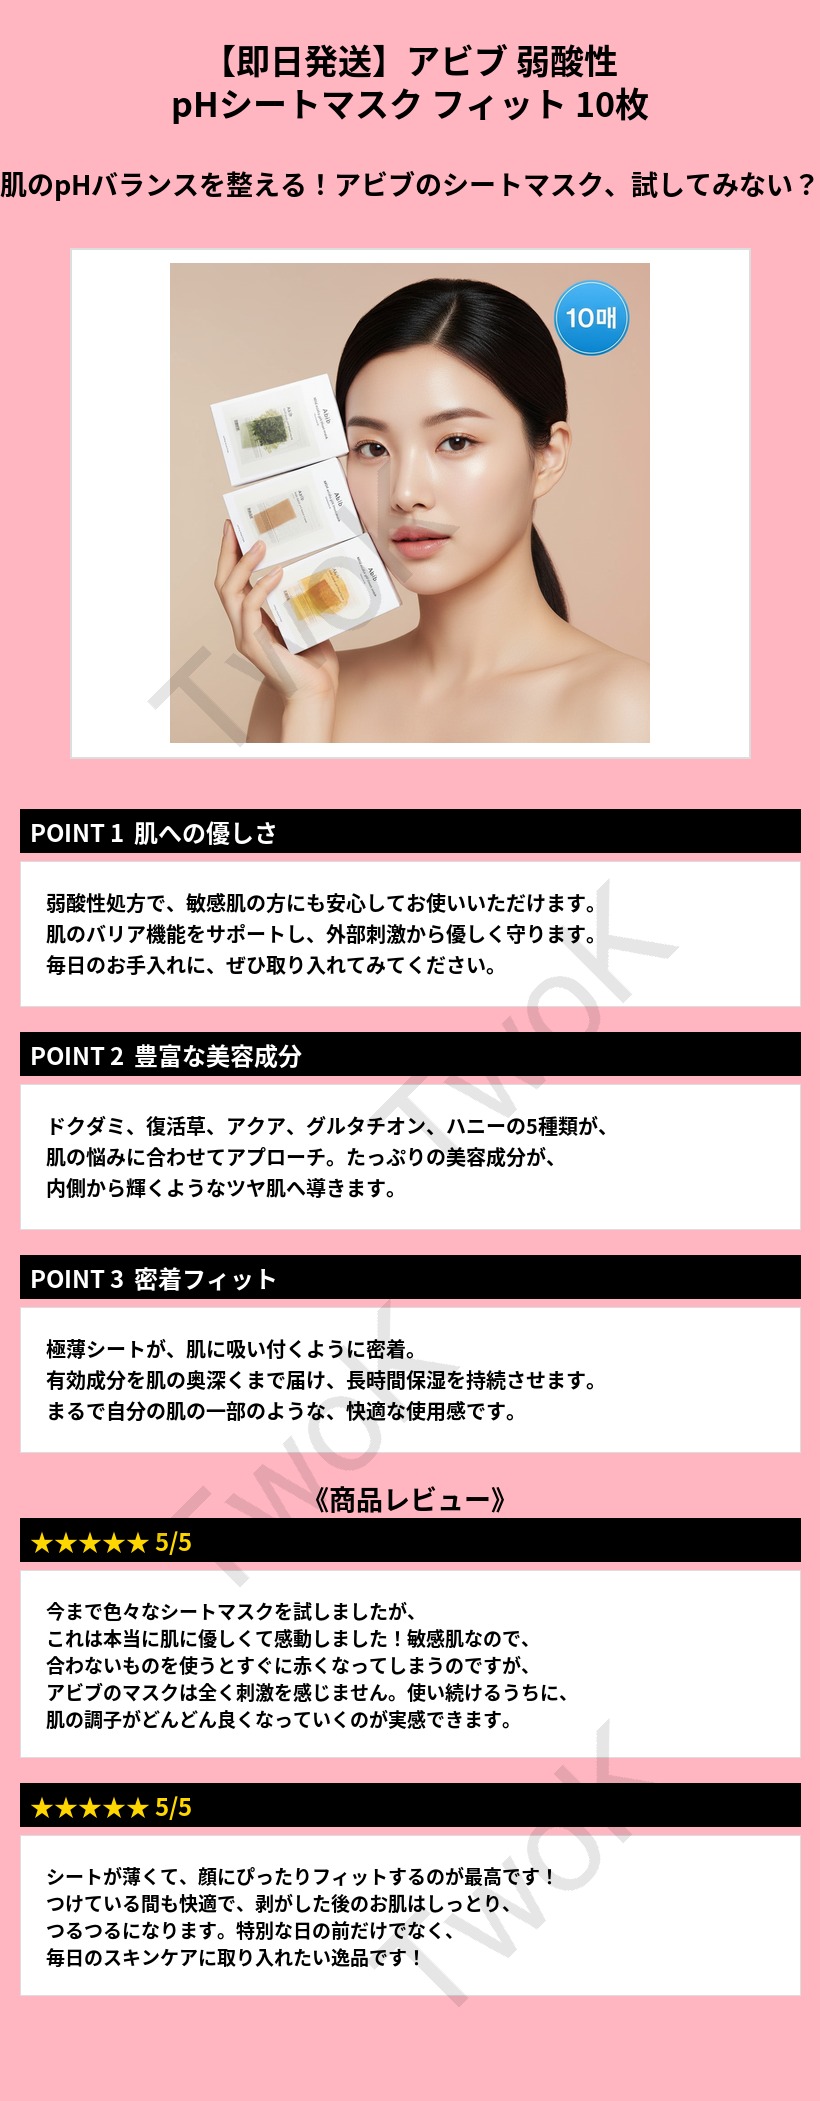 【即日発送】アビブ 弱酸性
pHシートマスク フィット 10枚
肌のpHバランスを整える！アビブのシートマスク、試してみない？
10매
Abib
Abib
Abib
TwoK
POINT 1 肌への優しさ
弱酸性処方で、敏感肌の方にも安心してお使いいただけます。
肌のバリア機能をサポートし、外部刺激から優しく守ります。
毎日のお手入れに、ぜひ取り入れてみてください。
TwoK
POINT 2 豊富な美容成分
ドクダミ、復活草、アクア、グルタチオン、ハニーの5種類が、
肌の悩みに合わせてアプローチ。たっぷりの美容成分が、
内側から輝くようなツヤ肌へ導きます。
POINT 3 密着フィット
極薄シートが、肌に吸い付くように密着。
有効成分を肌の奥深くまで届け、長時間保湿を持続させます。
まるで自分の肌の一部のような、快適な使用感です。
TwoK
《商品レビュー》
★★★★★ 5/5
今まで色々なシートマスクを試しましたが、
これは本当に肌に優しくて感動しました！敏感肌なので、
合わないものを使うとすぐに赤くなってしまうのですが、
アビブのマスクは全く刺激を感じません。使い続けるうちに、
肌の調子がどんどん良くなっていくのが実感できます。
★★★★★ 5/5
シートが薄くて、顔にぴったりフィットするのが最高です！
つけている間も快適で、剥がした後のお肌はしっとり、
つるつるになります。特別な日の前だけでなく、
毎日のスキンケアに取り入れたい逸品です！
TwoK